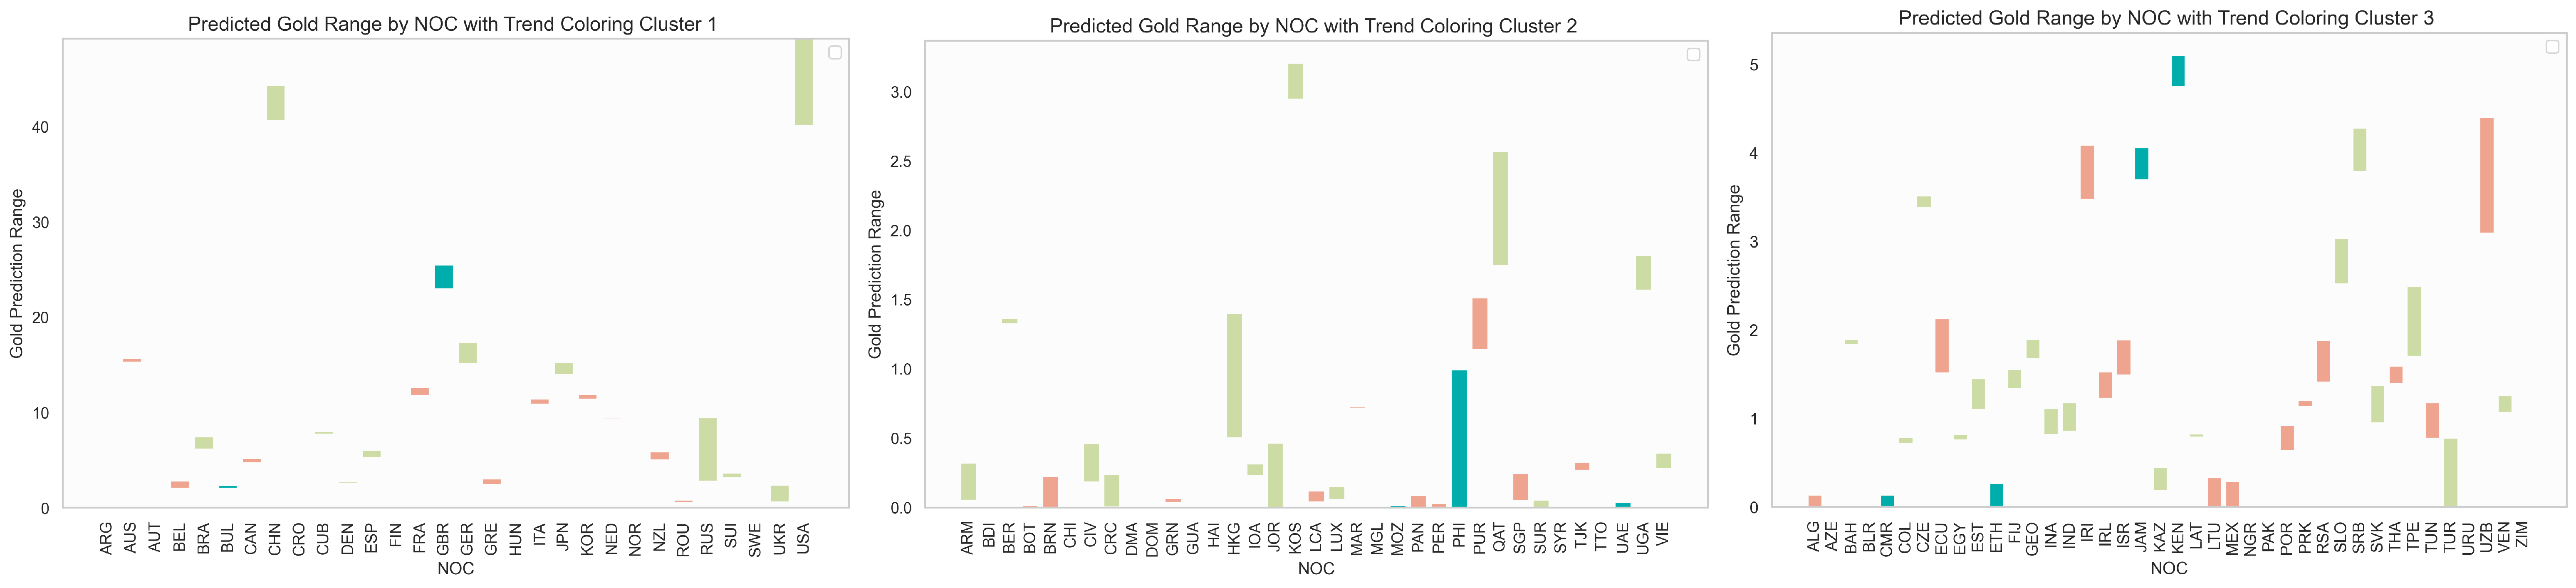 Predicted Gold Range by NOC with Trend Coloring Cluster 1
Gold Prediction Range
40
30
20
10
0
ARG AUS AUT BEL BRA BUL CAN CHN CRO CUB DEN ESP FIN FRA GBR GER GRE HUN ITA JPN KOR NED NOR NZL ROU RUS SUI SWE UKR USA
NOC
Predicted Gold Range by NOC with Trend Coloring Cluster 2
Gold Prediction Range
3.0
2.5
2.0
1.5
1.0
0.5
0.0
ARM BDI BER BOT BRN CHI CIV CRC DMA DOM GRN GUA HAI HKG IOA JOR KOS LCA LUX MAR MGL MOZ PAN PER PHI PUR QAT SGP SUR SYR TJK TTO UAE UGA VIE
NOC
Predicted Gold Range by NOC with Trend Coloring Cluster 3
Gold Prediction Range
5
4
3
2
1
0
ALG AZE BAH BLR CMR COL CZE ECU EGY EST ETH FIJ GEO INA IND IRI IRL ISR JAM KAZ KEN LAT LTU MEX NGR PAK POR PRK RSA SLO SRB SVK THA TPE TUN TUR URU UZB VEN ZIM
NOC